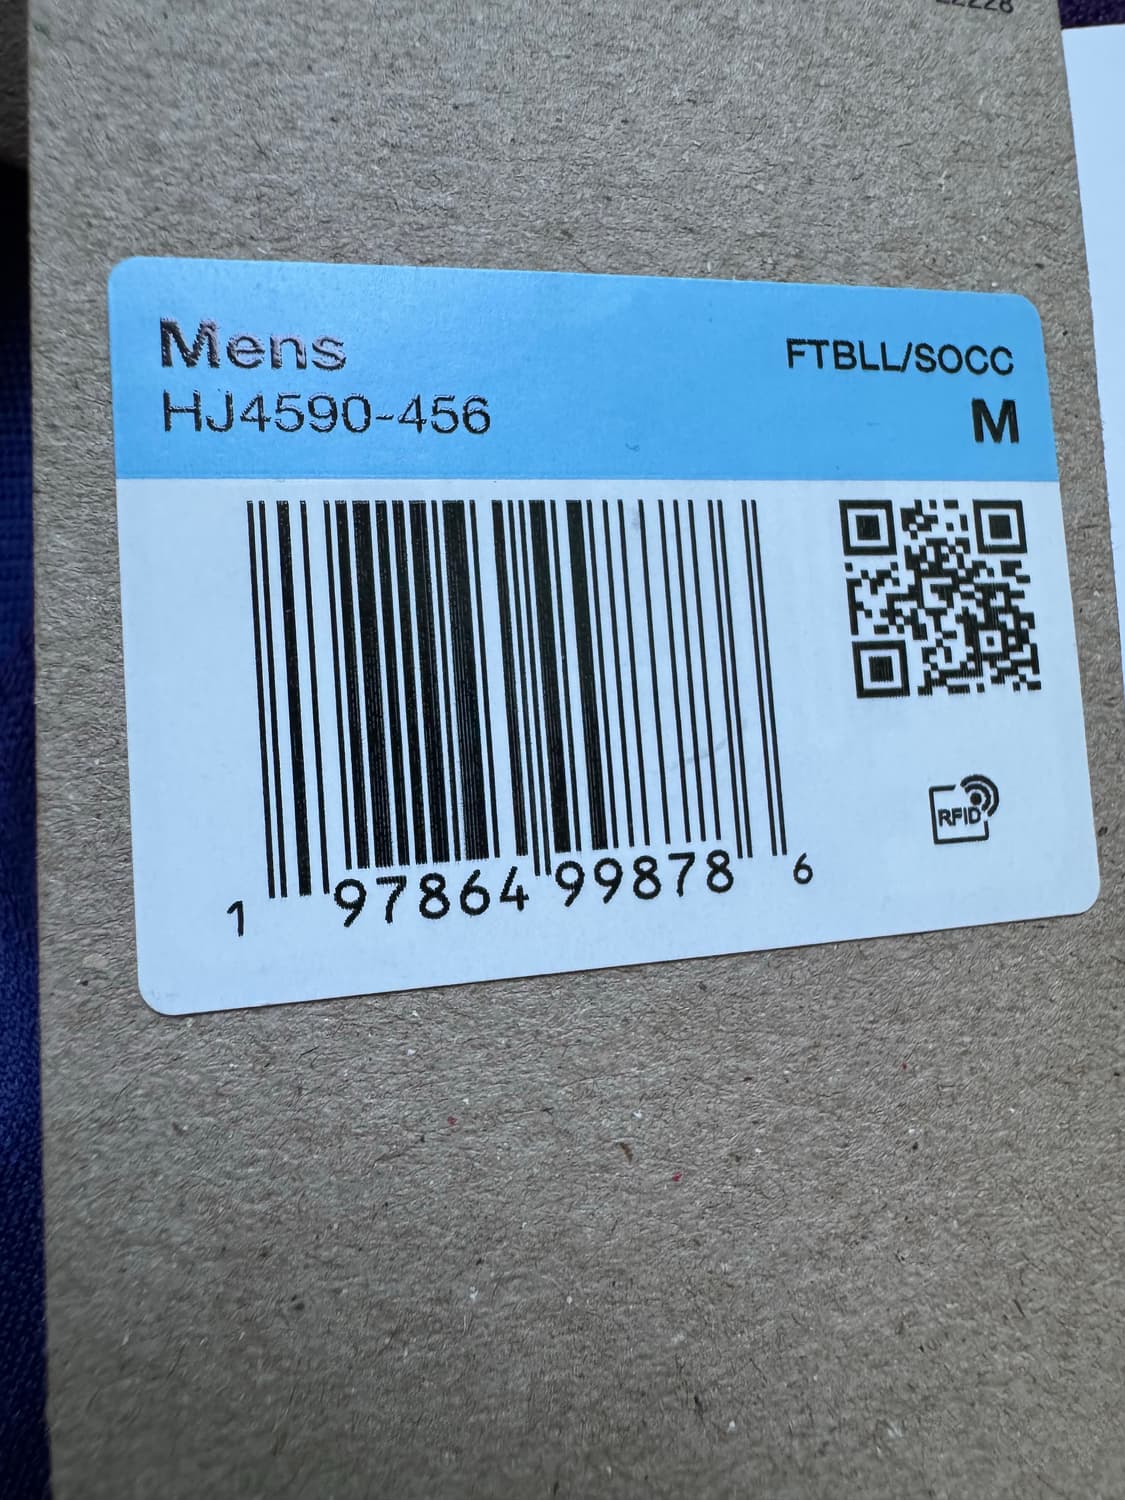 Mens
FTBLL/SOCC
HJ4590-456
M
1 97864 99878 6
RFID